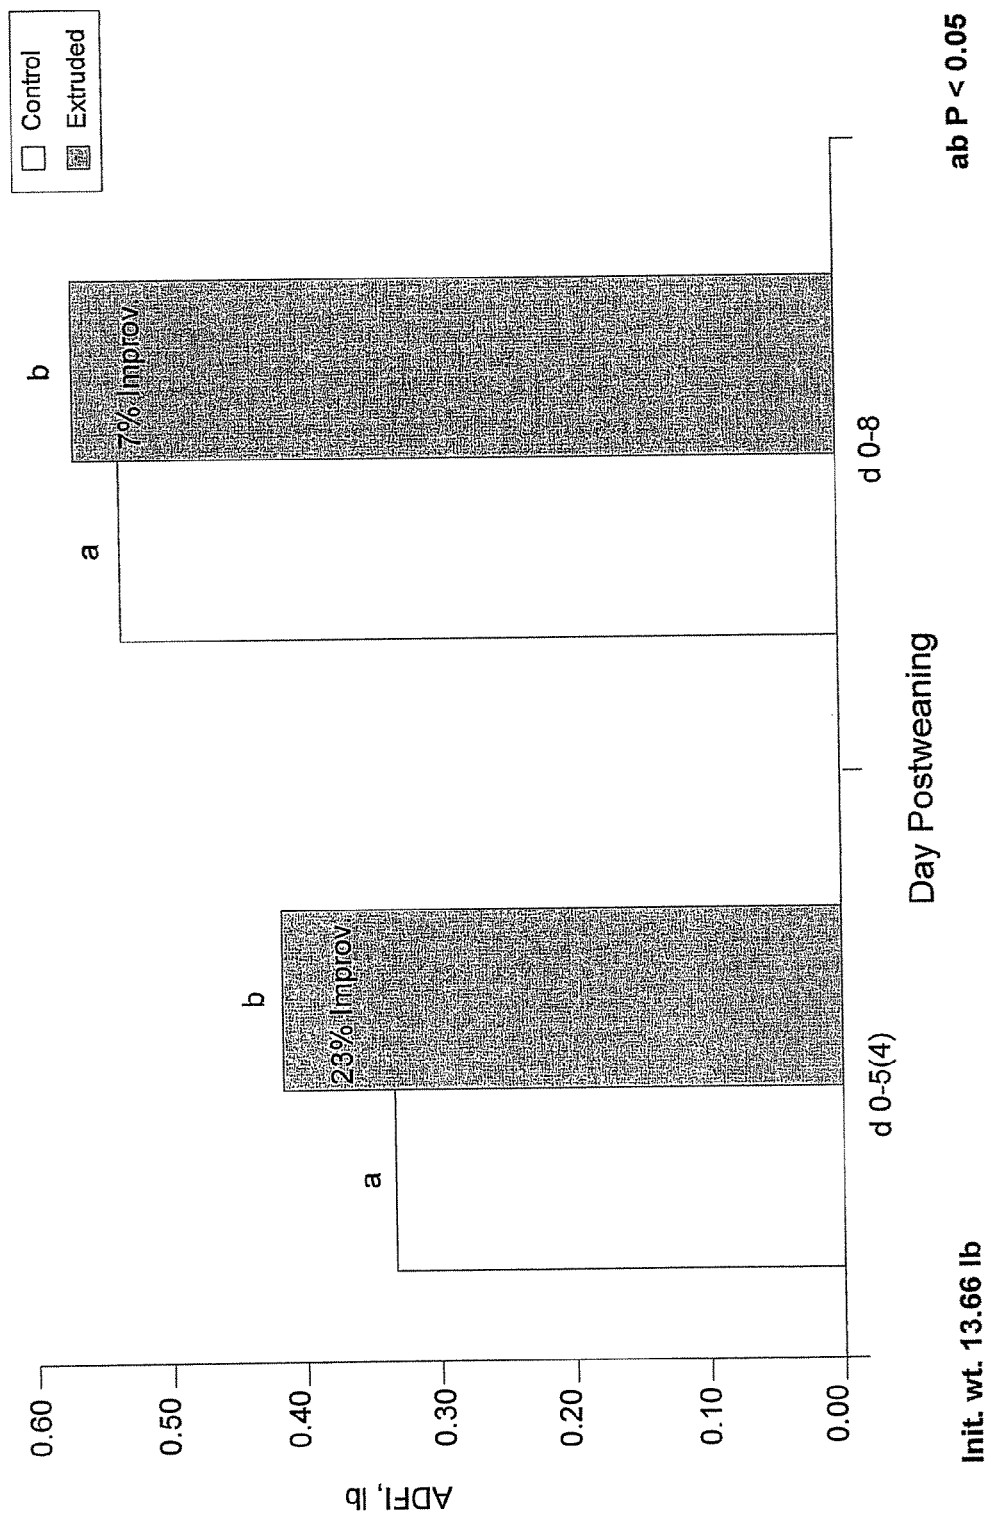 Control
Extruded
0.60
0.50
0.40
0.30
0.20
0.10
0.00
ADFI, lb
a
b
23% Improv.
a
b
7% Improv.
d 0-5(4)
d 0-8
Day Postweaning
Init. wt. 13.66 lb
ab P < 0.05